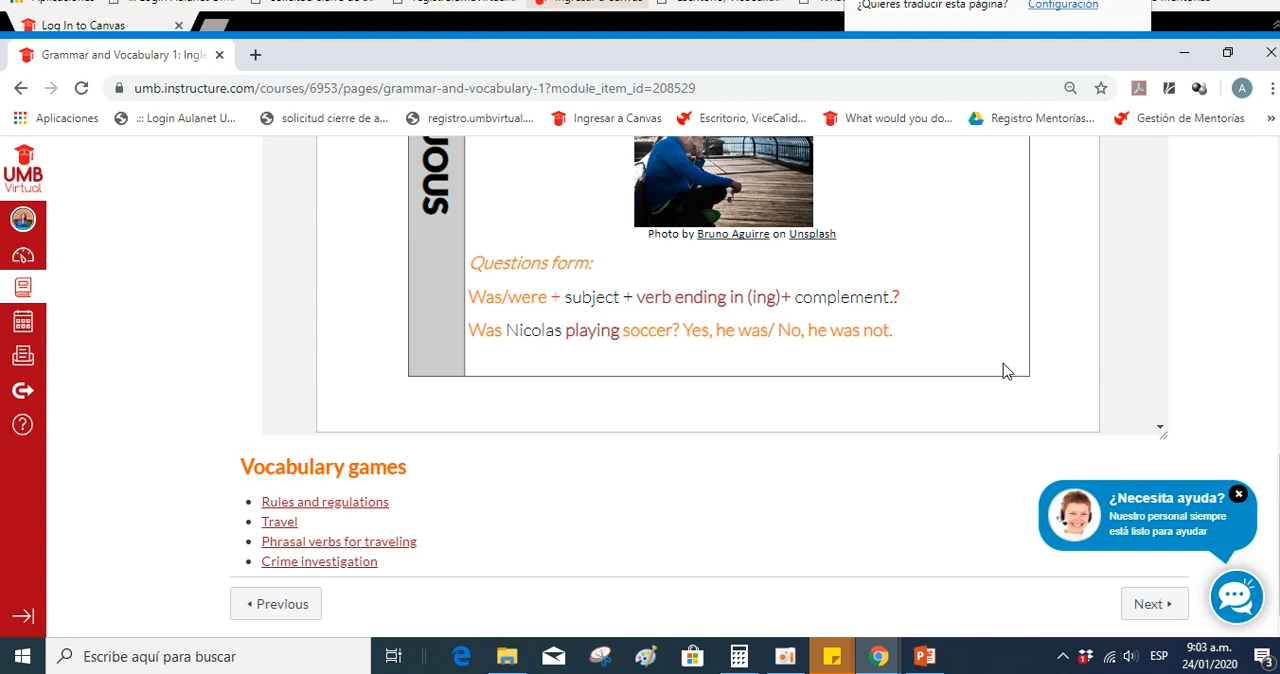 Aplicaciones
¿Quieres traducir esta página? Configuración
Log In to Canvas
Grammar and Vocabulary 1: Ingl
umb.instructure.com/courses/6953/pages/grammar-and-vocabulary-1?module_item_id=208529
A
Aplicaciones .:: Login Aulanet U... solicitud cierre de a... registro.umbvirtual.... Ingresar a Canvas Escritorio, ViceCalid... What would you do... Registro Mentorías... Gestión de Mentorías »
UMB
Virtual
Photo by Bruno Aguirre on Unsplash
Questions form:
Was/were + subject + verb ending in (ing)+ complement.?
Was Nicolas playing soccer? Yes, he was/ No, he was not.
Vocabulary games
Rules and regulations
Travel
Phrasal verbs for traveling
Crime investigation
¿Necesita ayuda?
Nuestro personal siempre
está listo para ayudar
Previous
Next
Escribe aquí para buscar
ESP
9:03 a.m.
24/01/2020
3